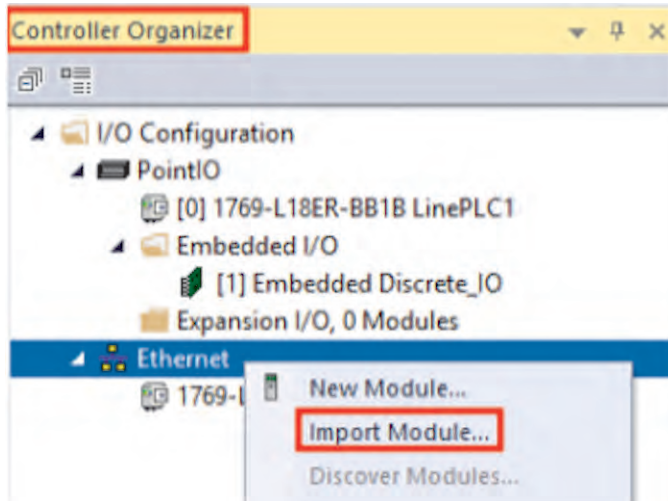 Controller Organizer
I/O Configuration
PointIO
[0] 1769-L18ER-BB1B LinePLC1
Embedded I/O
[1] Embedded Discrete_IO
Expansion I/O, 0 Modules
Ethernet
New Module...
1769-L
Import Module...
Discover Modules...